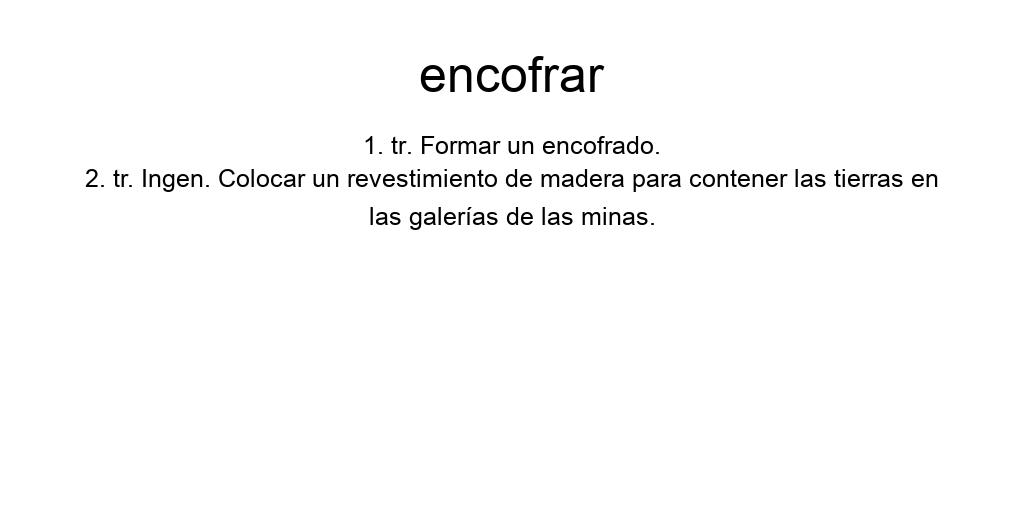 encofrar
1. tr. Formar un encofrado.
2. tr. Ingen. Colocar un revestimiento de madera para contener las tierras en
las galerías de las minas.